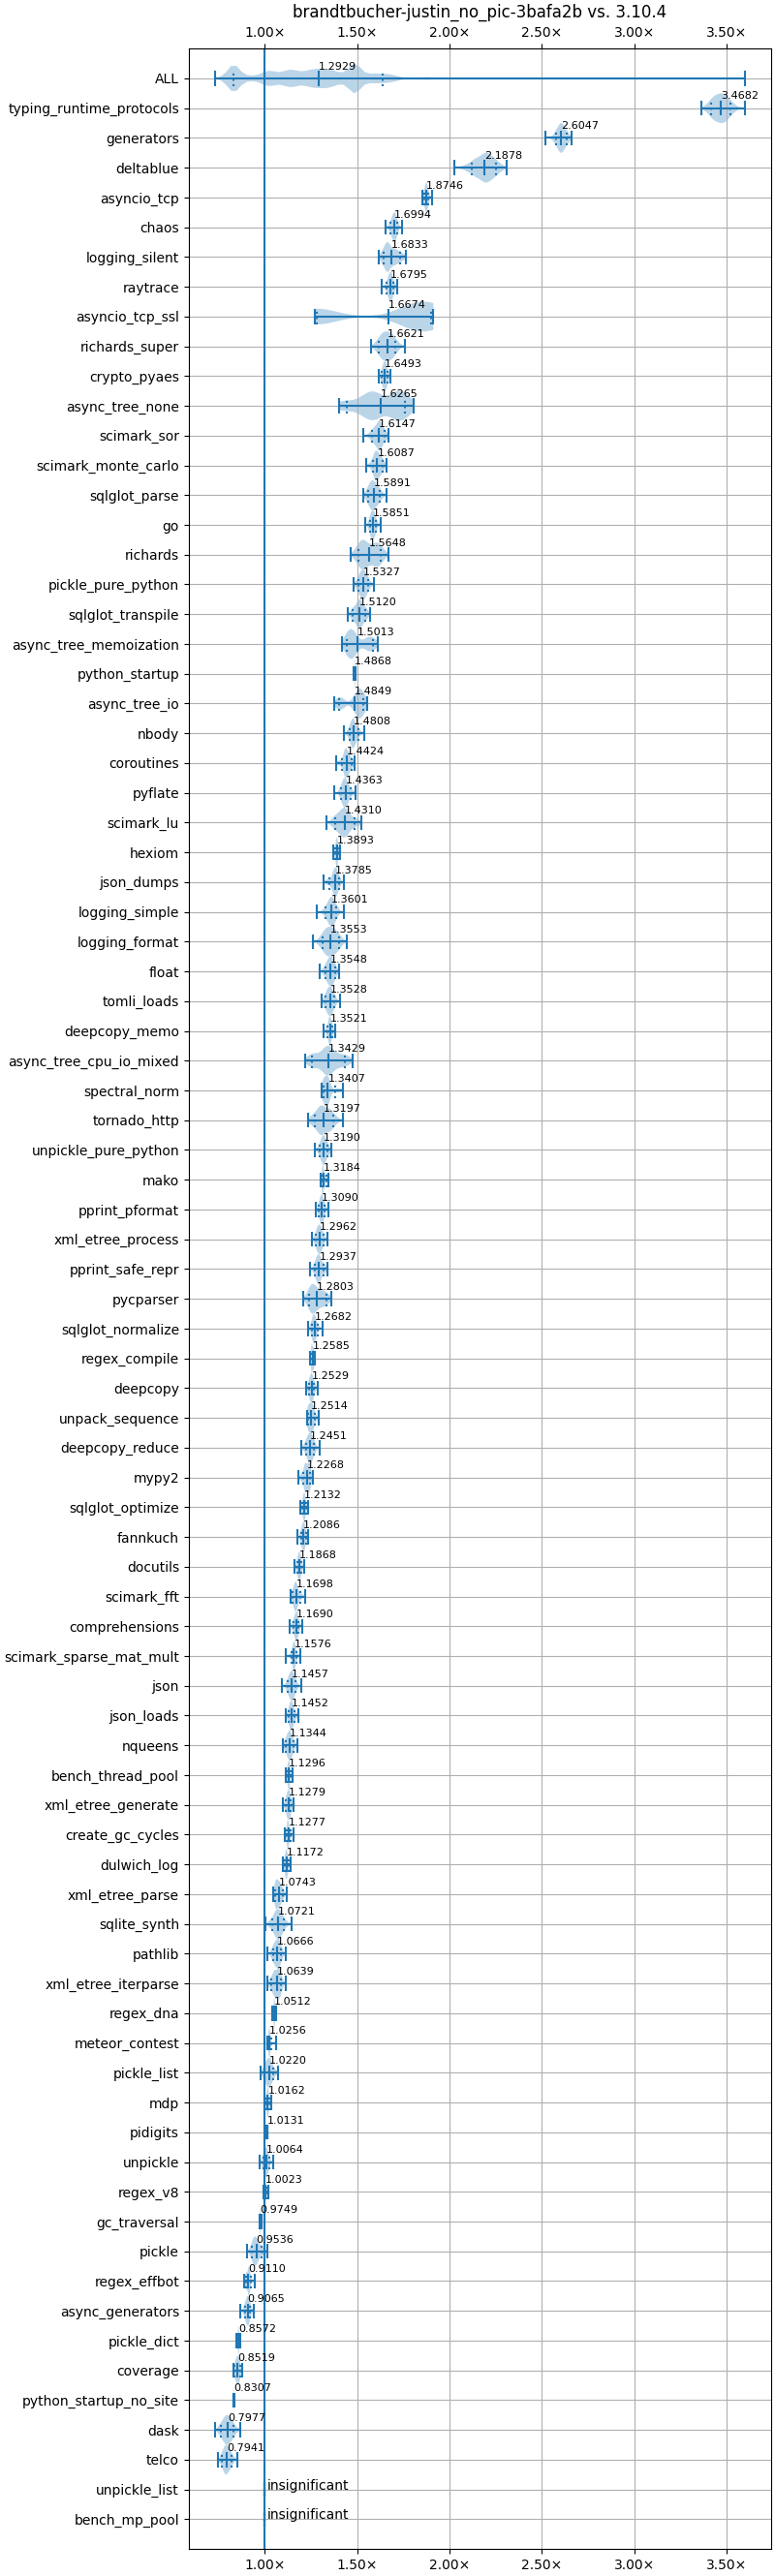 brandtbucher-justin_no_pic-3bafa2b vs. 3.10.4
1.00× 1.50× 2.00× 2.50× 3.00× 3.50×
ALL 1.2929
typing_runtime_protocols 3.4682
generators 2.6047
deltablue 2.1878
asyncio_tcp 1.8746
chaos 1.6994
logging_silent 1.6833
raytrace 1.6795
asyncio_tcp_ssl 1.6674
richards_super 1.6621
crypto_pyaes 1.6493
async_tree_none 1.6265
scimark_sor 1.6147
scimark_monte_carlo 1.6087
sqlglot_parse 1.5891
go 1.5851
richards 1.5648
pickle_pure_python 1.5327
sqlglot_transpile 1.5120
async_tree_memoization 1.5013
python_startup 1.4868
async_tree_io 1.4849
nbody 1.4808
coroutines 1.4424
pyflate 1.4363
scimark_lu 1.4310
hexiom 1.3893
json_dumps 1.3785
logging_simple 1.3601
logging_format 1.3553
float 1.3548
tomli_loads 1.3528
deepcopy_memo 1.3521
async_tree_cpu_io_mixed 1.3429
spectral_norm 1.3407
tornado_http 1.3197
unpickle_pure_python 1.3190
mako 1.3184
pprint_pformat 1.3090
xml_etree_process 1.2962
pprint_safe_repr 1.2937
pycparser 1.2803
sqlglot_normalize 1.2682
regex_compile 1.2585
deepcopy 1.2529
unpack_sequence 1.2514
deepcopy_reduce 1.2451
mypy2 1.2268
sqlglot_optimize 1.2132
fannkuch 1.2086
docutils 1.1868
scimark_fft 1.1698
comprehensions 1.1690
scimark_sparse_mat_mult 1.1576
json 1.1457
json_loads 1.1452
nqueens 1.1344
bench_thread_pool 1.1296
xml_etree_generate 1.1279
create_gc_cycles 1.1277
dulwich_log 1.1172
xml_etree_parse 1.0743
sqlite_synth 1.0721
pathlib 1.0666
xml_etree_iterparse 1.0639
regex_dna 1.0512
meteor_contest 1.0256
pickle_list 1.0220
mdp 1.0162
pidigits 1.0131
unpickle 1.0064
regex_v8 1.0023
gc_traversal 0.9749
pickle 0.9536
regex_effbot 0.9110
async_generators 0.9065
pickle_dict 0.8572
coverage 0.8519
python_startup_no_site 0.8307
dask 0.7977
telco 0.7941
unpickle_list insignificant
bench_mp_pool insignificant
1.00× 1.50× 2.00× 2.50× 3.00× 3.50×